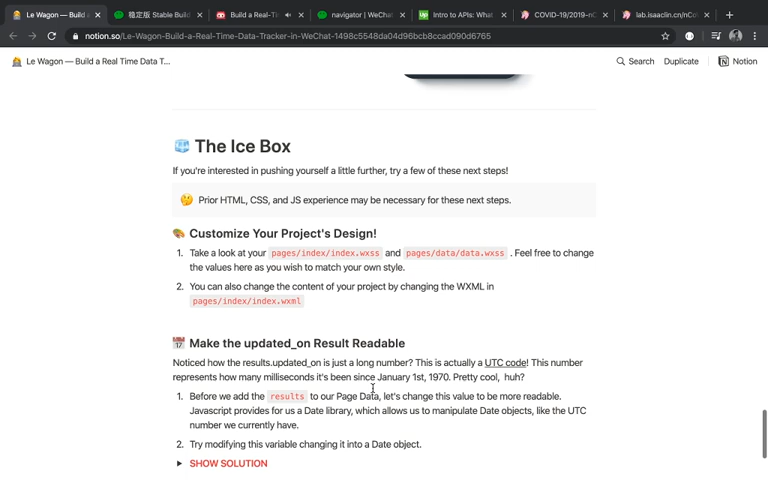 Le Wagon — Build a
稳定版 Stable Build
Build a Real-Ti
navigator | WeChat
Intro to APIs: What
COVID-19/2019-nC
lab.isaaclin.cn/nCo
notion.so/Le-Wagon-Build-a-Real-Time-Data-Tracker-in-WeChat-1498c5548da04d96bcb8ccad090d6765
Le Wagon — Build a Real Time Data T...
Search Duplicate Notion
The Ice Box
If you're interested in pushing yourself a little further, try a few of these next steps!
Prior HTML, CSS, and JS experience may be necessary for these next steps.
Customize Your Project's Design!
1. Take a look at your pages/index/index.wxss and pages/data/data.wxss . Feel free to change
the values here as you wish to match your own style.
2. You can also change the content of your project by changing the WXML in
pages/index/index.wxml
Make the updated_on Result Readable
Noticed how the results.updated_on is just a long number? This is actually a UTC code! This number
represents how many milliseconds it's been since January 1st, 1970. Pretty cool, huh?
1. Before we add the results to our Page Data, let's change this value to be more readable.
Javascript provides for us a Date library, which allows us to manipulate Date objects, like the UTC
number we currently have.
2. Try modifying this variable changing it into a Date object.
SHOW SOLUTION